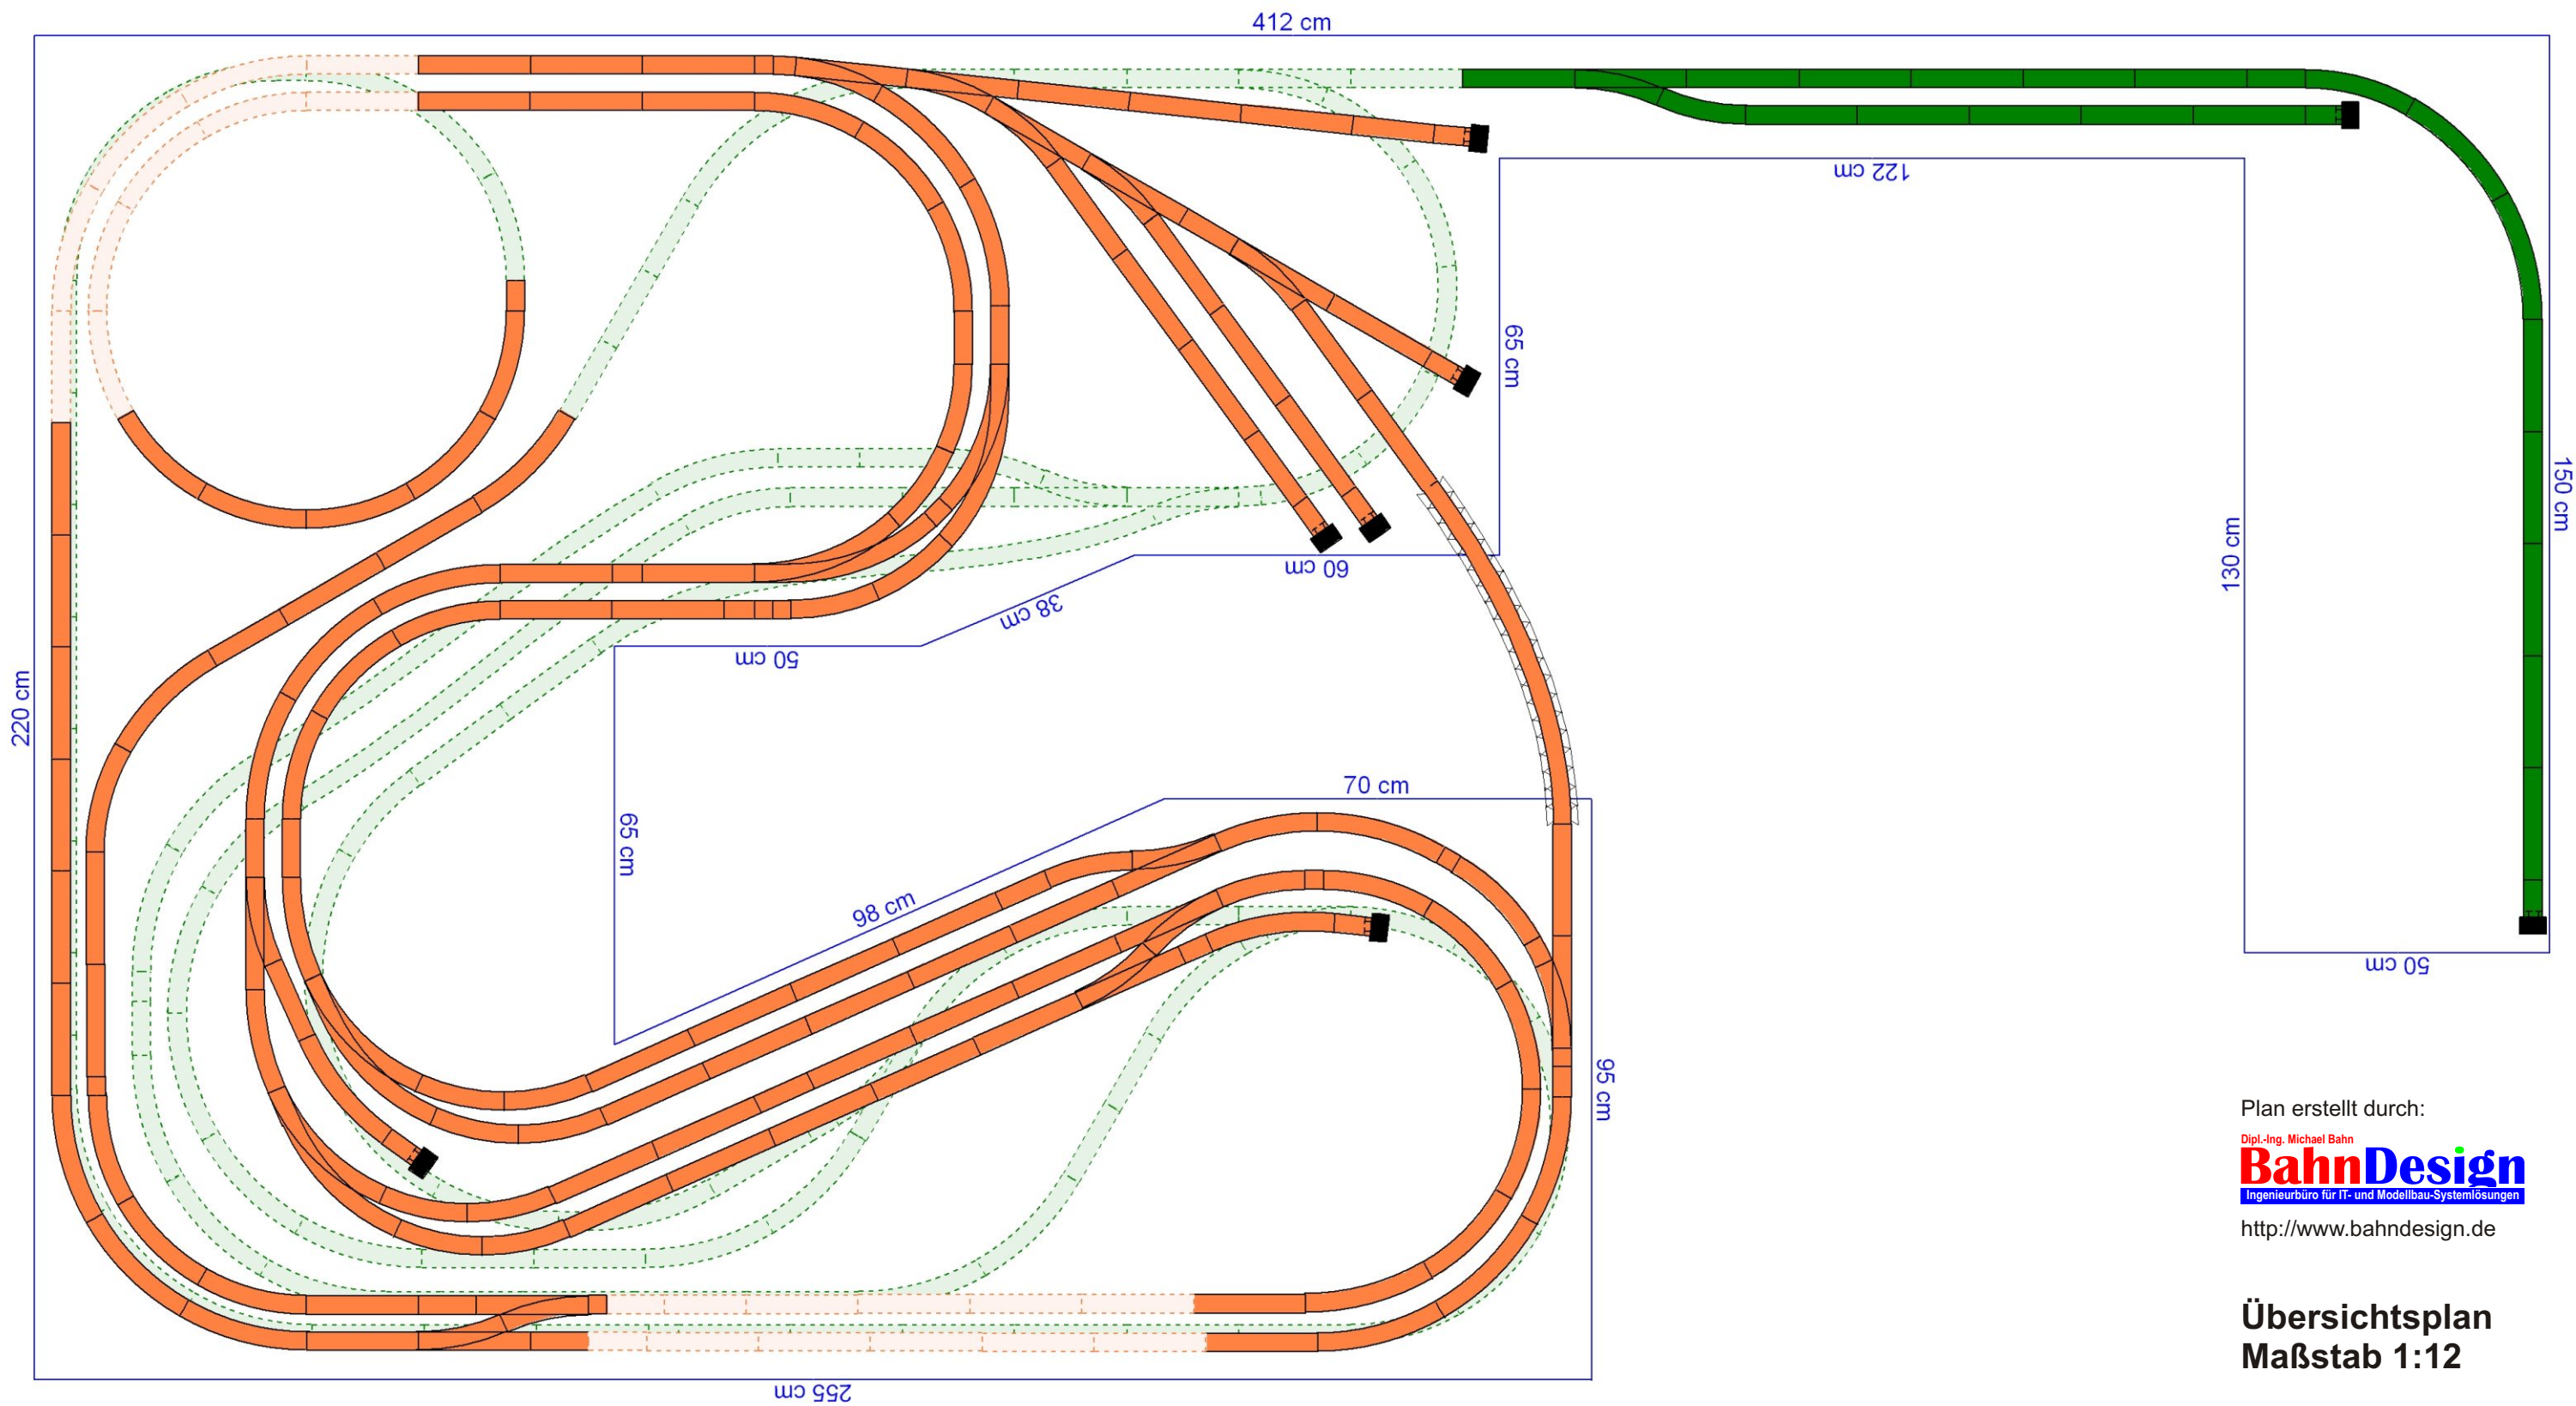 412 cm
122 cm
65 cm
150 cm
130 cm
60 cm
38 cm
50 cm
220 cm
70 cm
65 cm
98 cm
50 cm
95 cm
255 cm
Plan erstellt durch:
Dipl.-Ing. Michael Bahn
BahnDesign
Ingenieurbüro für IT- und Modellbau-Systemlösungen
http://www.bahndesign.de
Übersichtsplan
Maßstab 1:12